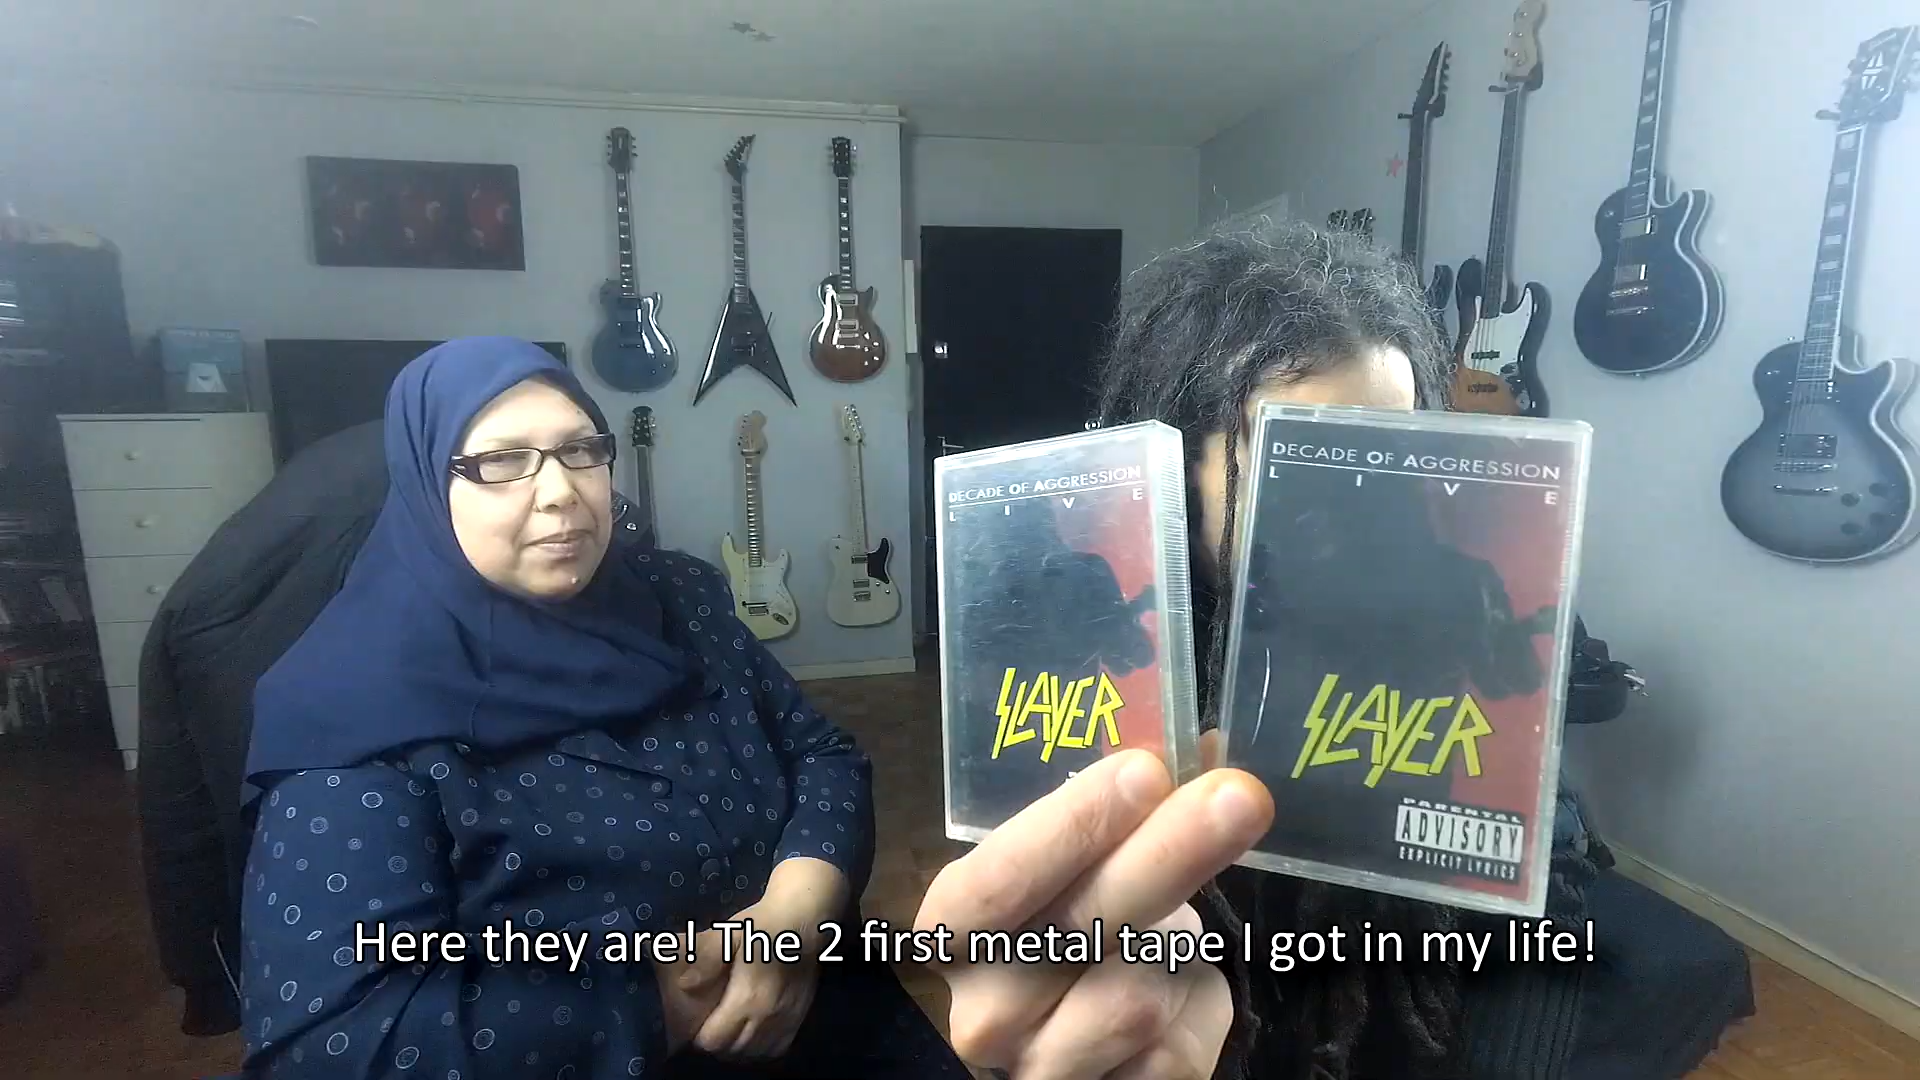 DECADE OF AGGRESSION
L I V E
SLAYER
DECADE OF AGGRESSION
L I V E
SLAYER
PARENTAL
ADVISORY
EXPLICIT LYRICS
Here they are! The 2 first metal tape I got in my life!